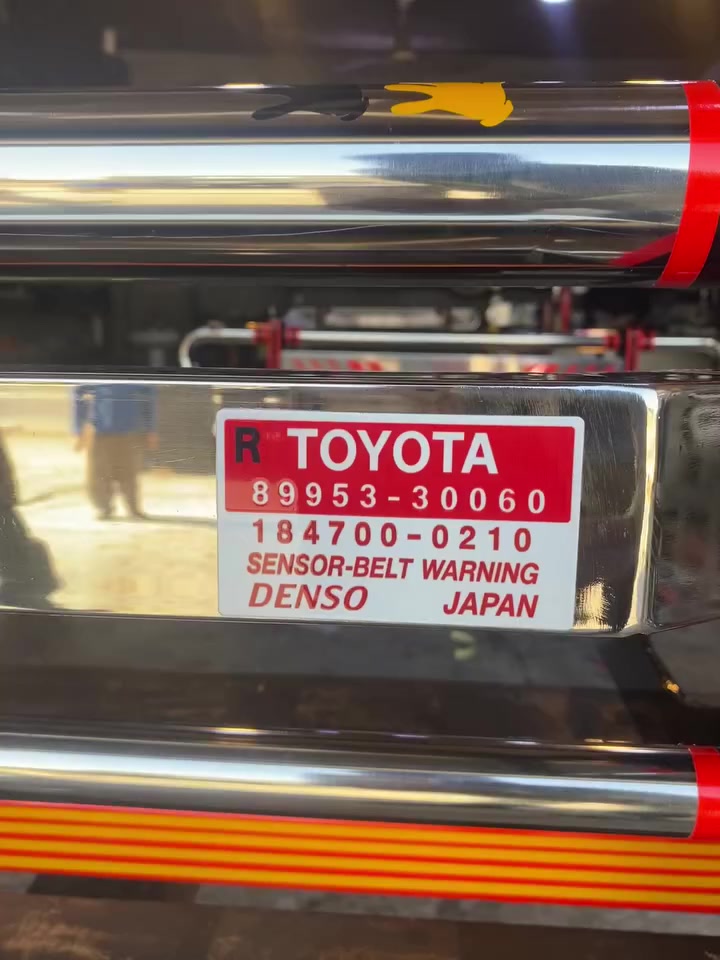 R TOYOTA
89953-30060
184700-0210
SENSOR-BELT WARNING
DENSO JAPAN